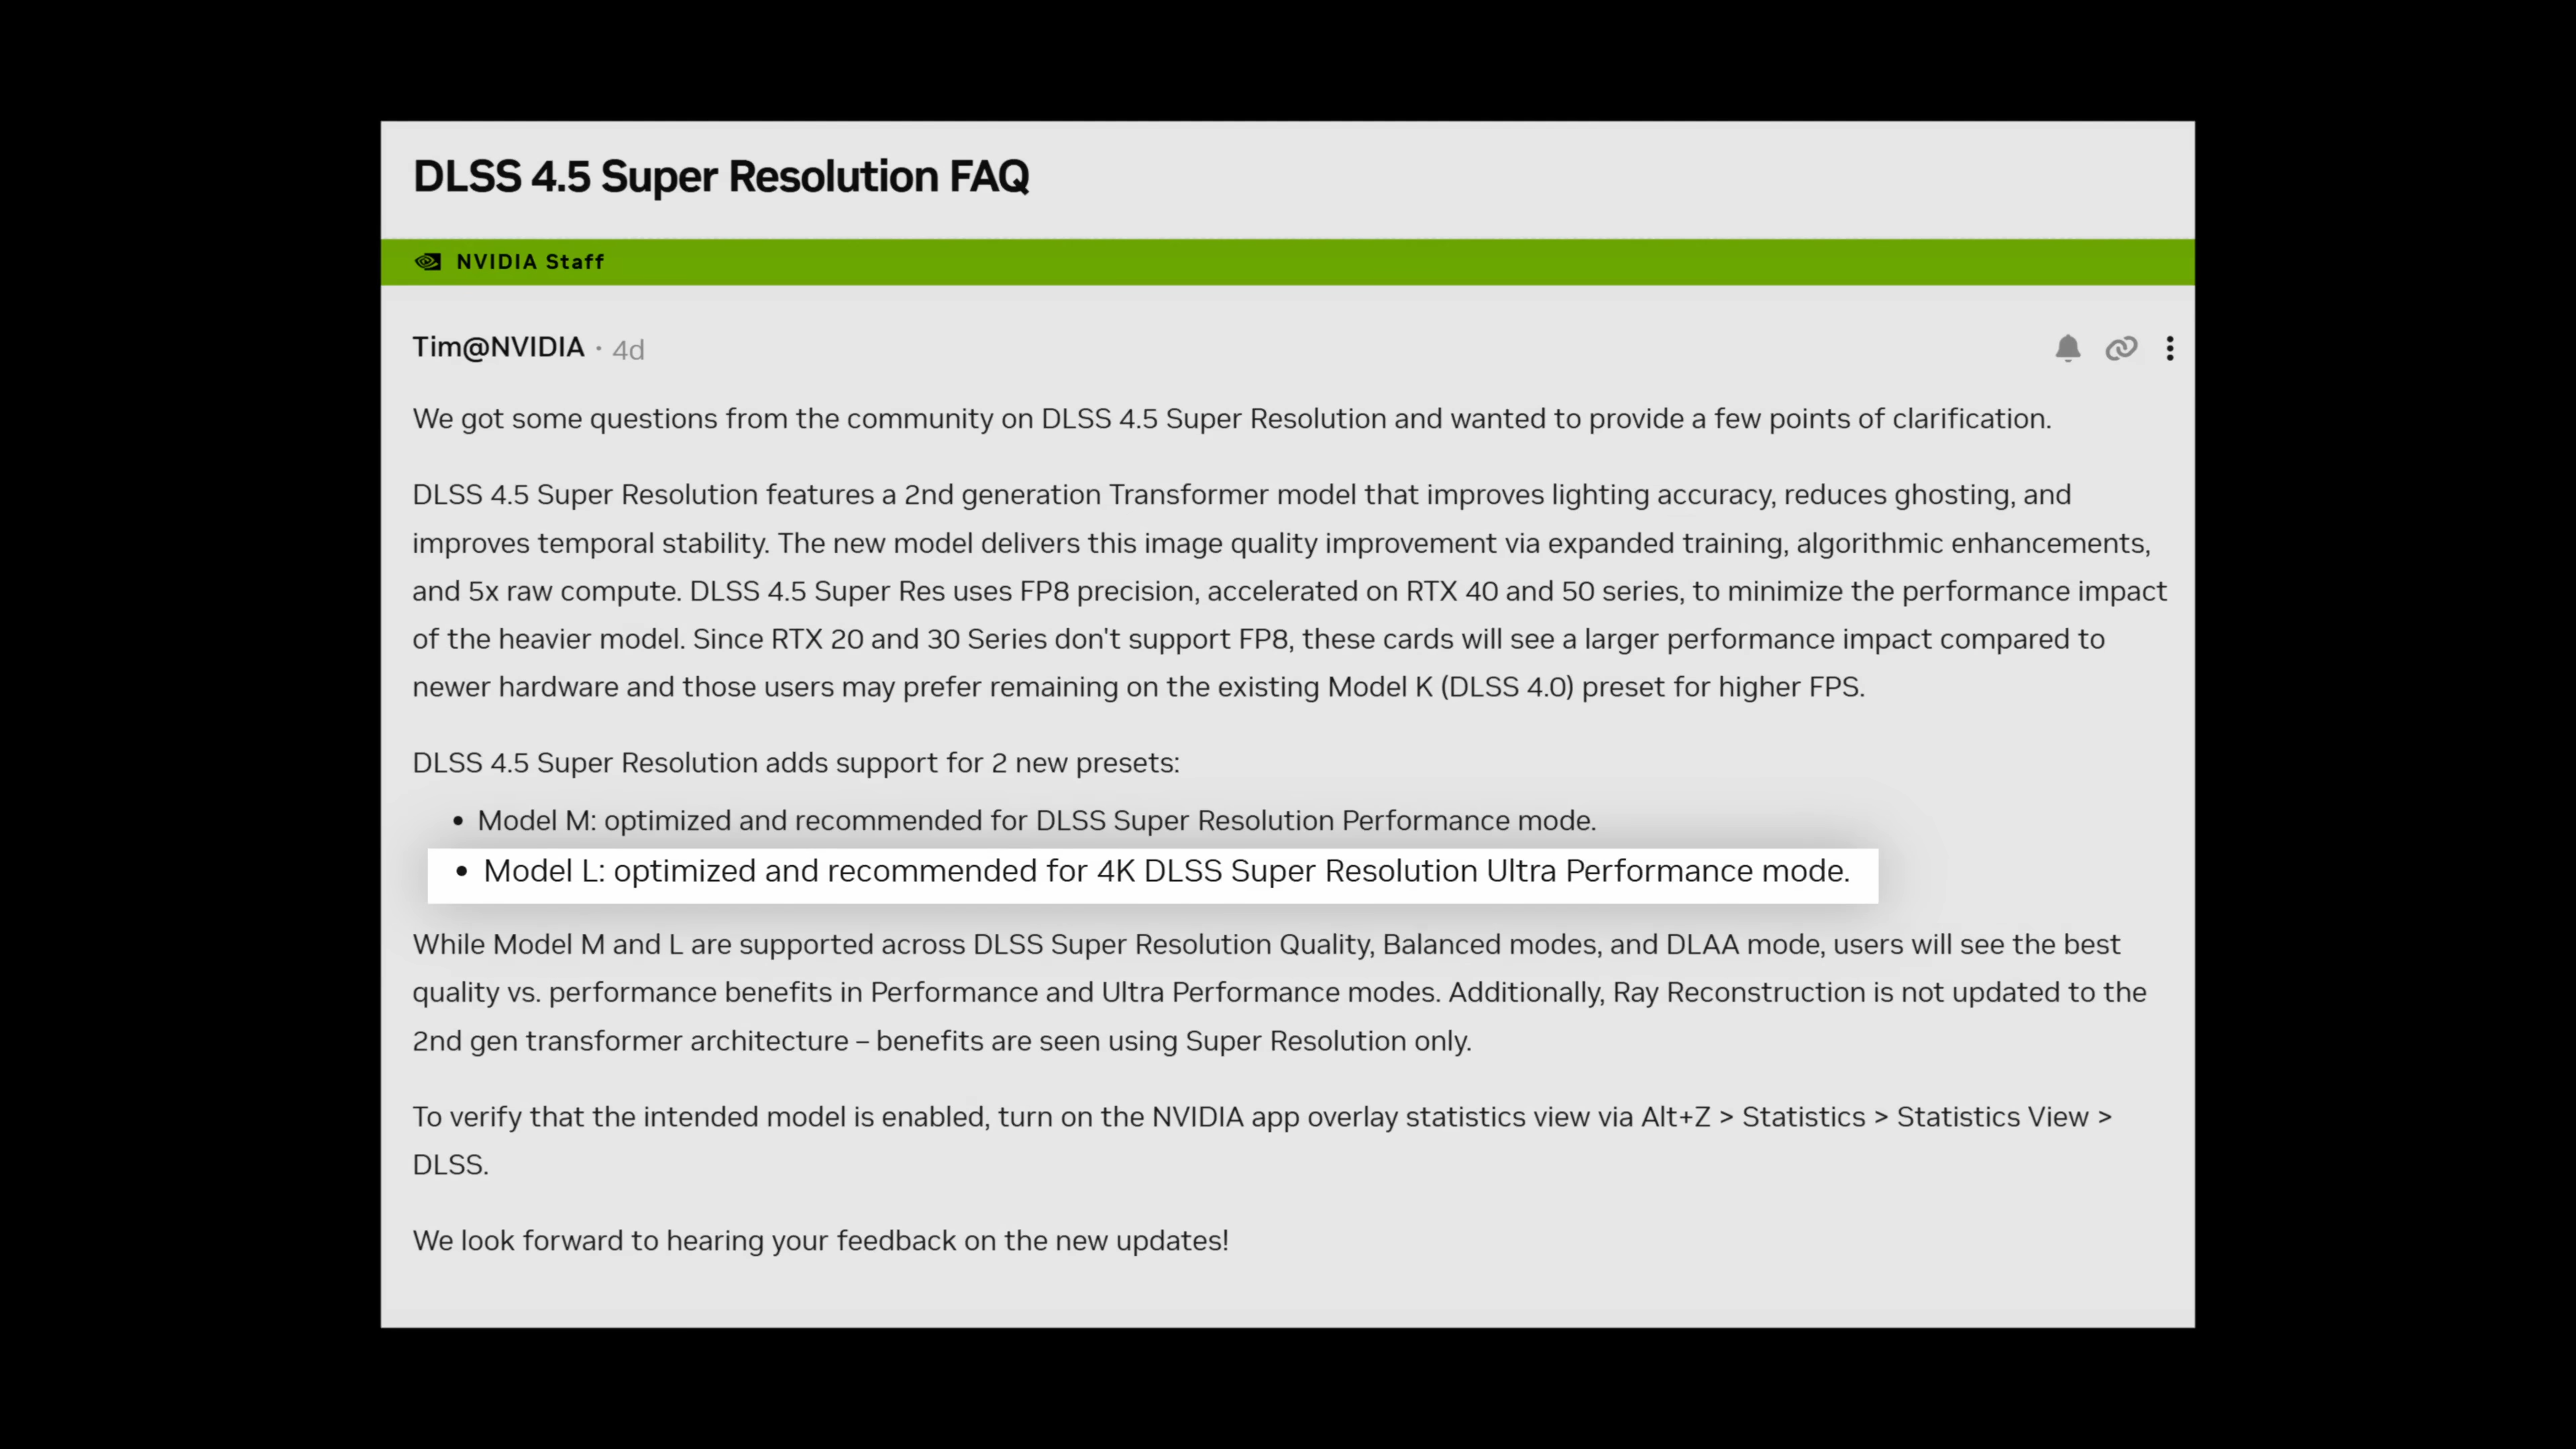 DLSS 4.5 Super Resolution FAQ
NVIDIA Staff
Tim@NVIDIA · 4d
We got some questions from the community on DLSS 4.5 Super Resolution and wanted to provide a few points of clarification.
DLSS 4.5 Super Resolution features a 2nd generation Transformer model that improves lighting accuracy, reduces ghosting, and
improves temporal stability. The new model delivers this image quality improvement via expanded training, algorithmic enhancements,
and 5x raw compute. DLSS 4.5 Super Res uses FP8 precision, accelerated on RTX 40 and 50 series, to minimize the performance impact
of the heavier model. Since RTX 20 and 30 Series don't support FP8, these cards will see a larger performance impact compared to
newer hardware and those users may prefer remaining on the existing Model K (DLSS 4.0) preset for higher FPS.
DLSS 4.5 Super Resolution adds support for 2 new presets:
• Model M: optimized and recommended for DLSS Super Resolution Performance mode.
• Model L: optimized and recommended for 4K DLSS Super Resolution Ultra Performance mode.
While Model M and L are supported across DLSS Super Resolution Quality, Balanced modes, and DLAA mode, users will see the best
quality vs. performance benefits in Performance and Ultra Performance modes. Additionally, Ray Reconstruction is not updated to the
2nd gen transformer architecture – benefits are seen using Super Resolution only.
To verify that the intended model is enabled, turn on the NVIDIA app overlay statistics view via Alt+Z > Statistics > Statistics View >
DLSS.
We look forward to hearing your feedback on the new updates!